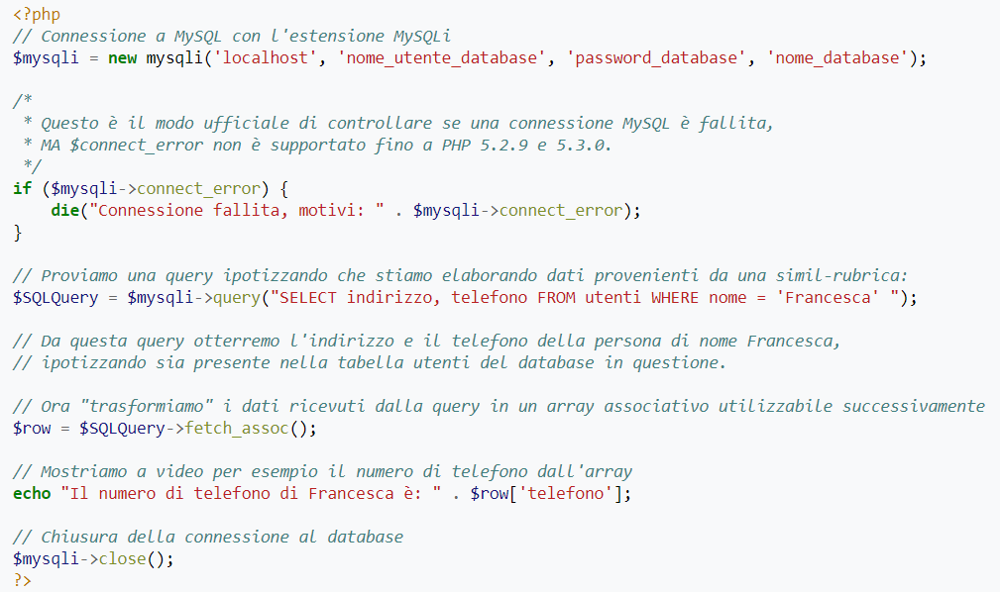 <?php
// Connessione a MySQL con l'estensione MySQLi
$mysqli = new mysqli('localhost', 'nome_utente_database', 'password_database', 'nome_database');
/*
 * Questo è il modo ufficiale di controllare se una connessione MySQL è fallita,
 * MA $connect_error non è supportato fino a PHP 5.2.9 e 5.3.0.
 */
if ($mysqli->connect_error) {
    die("Connessione fallita, motivi: " . $mysqli->connect_error);
}
// Proviamo una query ipotizzando che stiamo elaborando dati provenienti da una simil-rubrica:
$SQLQuery = $mysqli->query("SELECT indirizzo, telefono FROM utenti WHERE nome = 'Francesca' ");
// Da questa query otterremo l'indirizzo e il telefono della persona di nome Francesca,
// ipotizzando sia presente nella tabella utenti del database in questione.
// Ora "trasformiamo" i dati ricevuti dalla query in un array associativo utilizzabile successivamente
$row = $SQLQuery->fetch_assoc();
// Mostriamo a video per esempio il numero di telefono dall'array
echo "Il numero di telefono di Francesca è: " . $row['telefono'];
// Chiusura della connessione al database
$mysqli->close();
?>